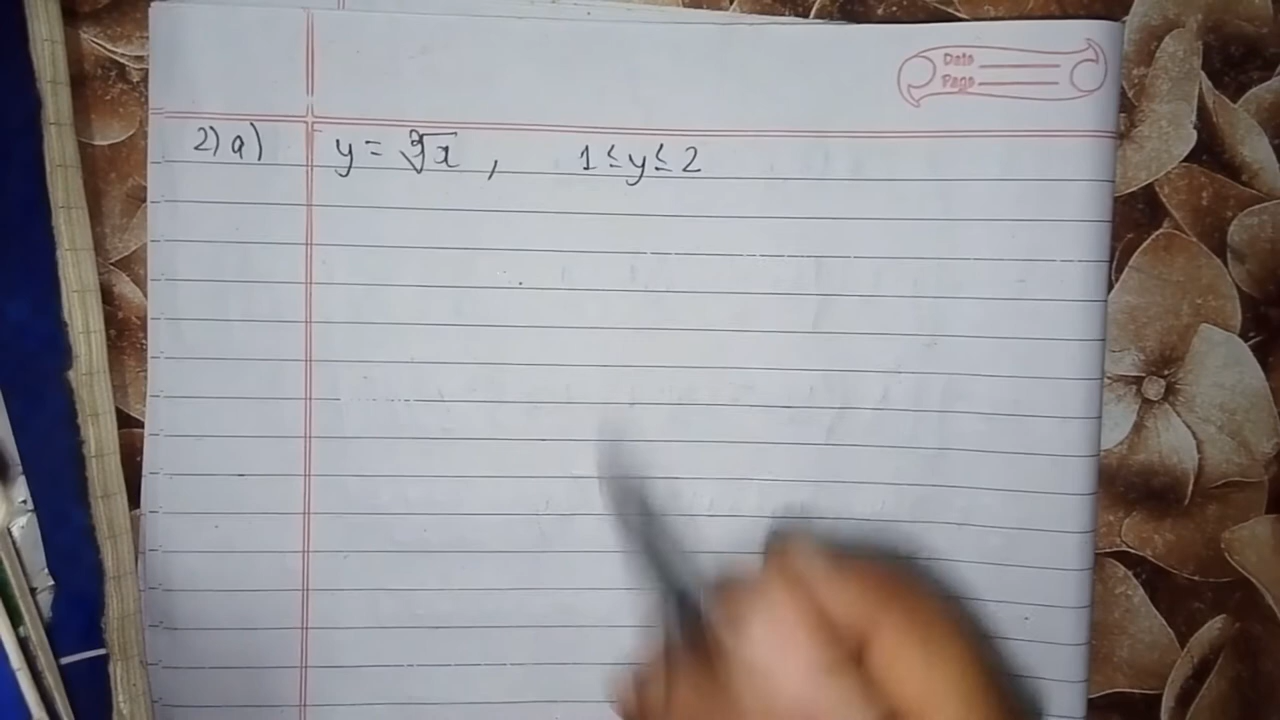 Date
Page
2) a) y = ∛x , 1 ≤ y ≤ 2